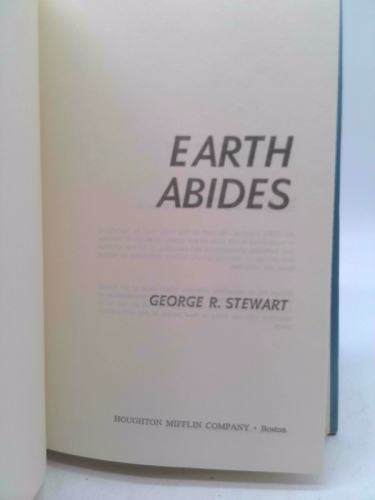 EARTH
ABIDES
GEORGE R. STEWART
HOUGHTON MIFFLIN COMPANY • Boston